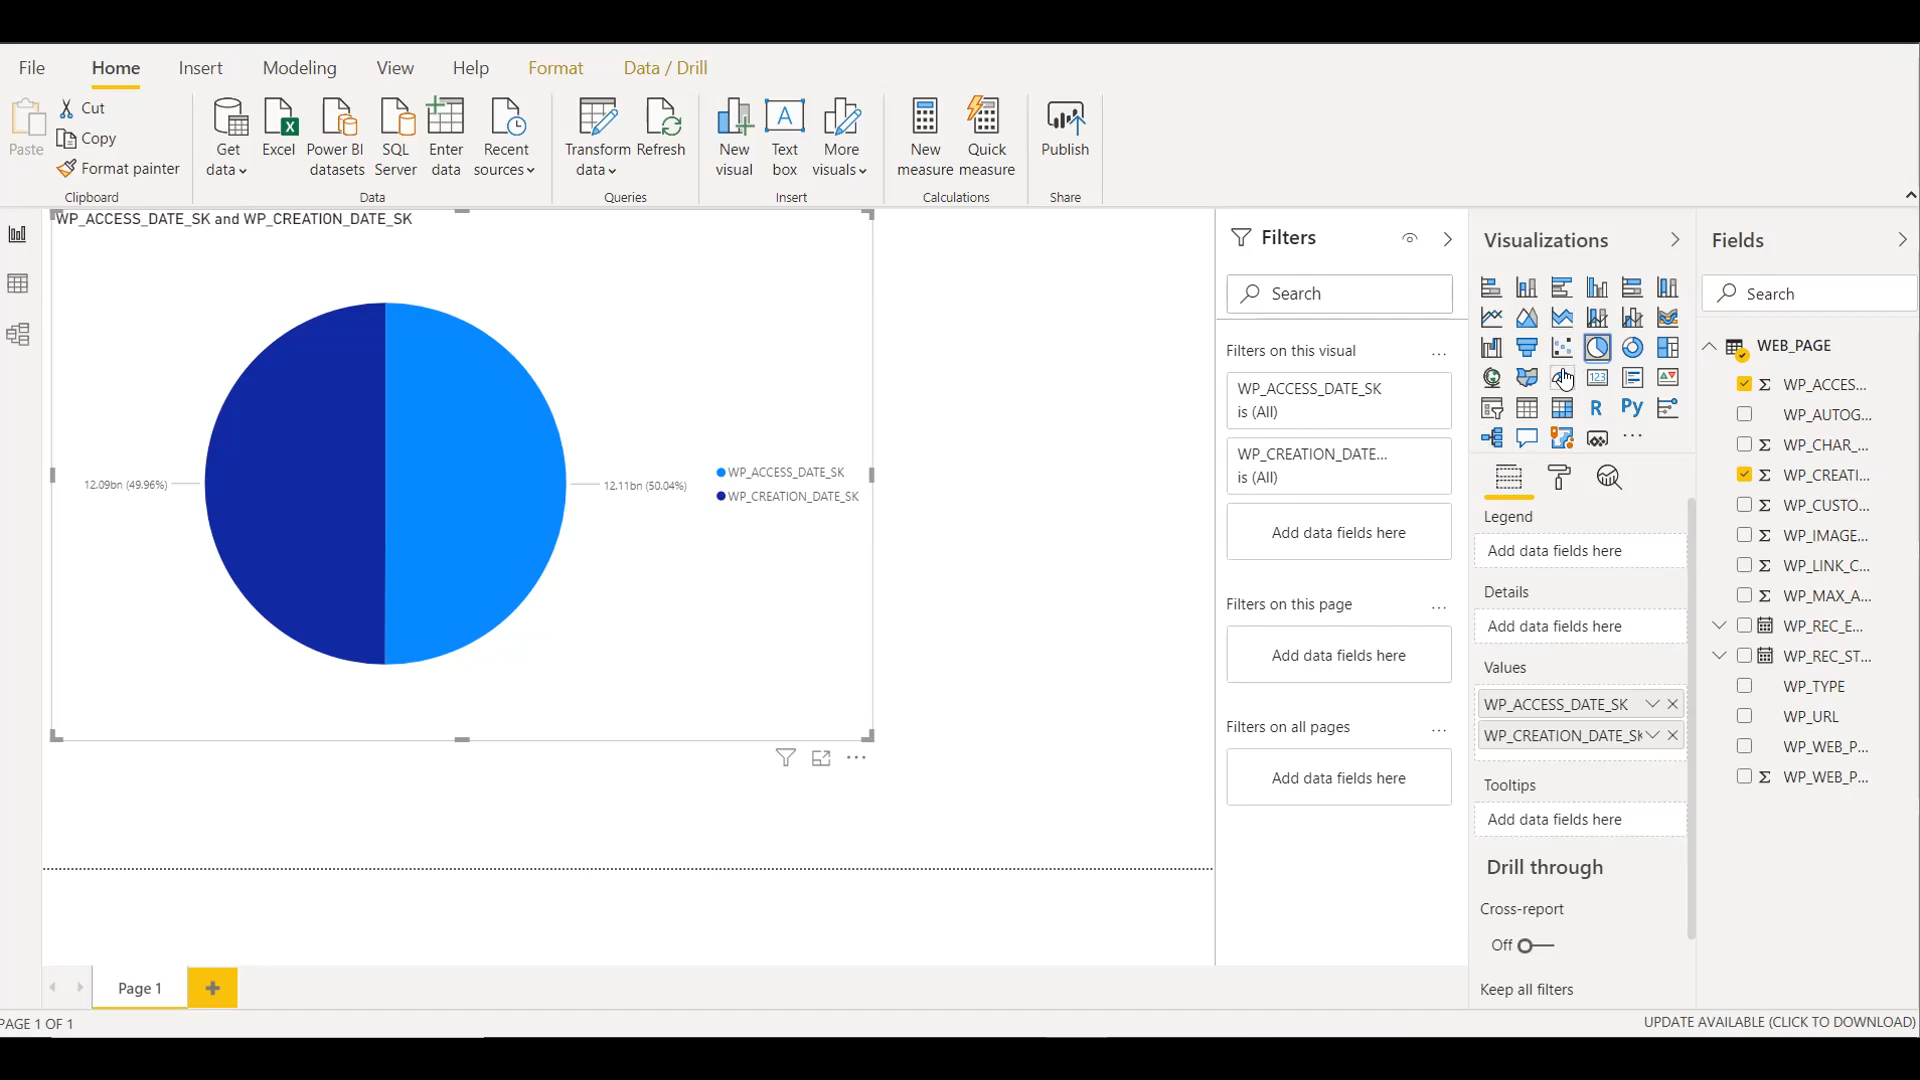 File Home Insert Modeling View Help Format Data / Drill
Paste
Cut
Copy
Format painter
Clipboard
Get data
Excel
Power BI datasets
SQL Server
Enter data
Recent sources
Data
Transform data
Refresh
Queries
New visual
A
Text box
More visuals
Insert
New measure
Quick measure
Calculations
Publish
Share
WP_ACCESS_DATE_SK and WP_CREATION_DATE_SK
12.09bn (49.96%)
12.11bn (50.04%)
WP_ACCESS_DATE_SK
WP_CREATION_DATE_SK
...
Filters
Search
Filters on this visual ...
WP_ACCESS_DATE_SK
is (All)
WP_CREATION_DATE...
is (All)
Add data fields here
Filters on this page ...
Add data fields here
Filters on all pages ...
Add data fields here
Visualizations
123
R Py
...
Legend
Add data fields here
Details
Add data fields here
Values
WP_ACCESS_DATE_SK
WP_CREATION_DATE_SK
Tooltips
Add data fields here
Drill through
Cross-report
Off
Keep all filters
Fields
Search
WEB_PAGE
Σ WP_ACCES...
WP_AUTOG...
Σ WP_CHAR_...
Σ WP_CREATI...
Σ WP_CUSTO...
Σ WP_IMAGE...
Σ WP_LINK_C...
Σ WP_MAX_A...
WP_REC_E...
WP_REC_ST...
WP_TYPE
WP_URL
WP_WEB_P...
Σ WP_WEB_P...
Page 1
PAGE 1 OF 1
UPDATE AVAILABLE (CLICK TO DOWNLOAD)